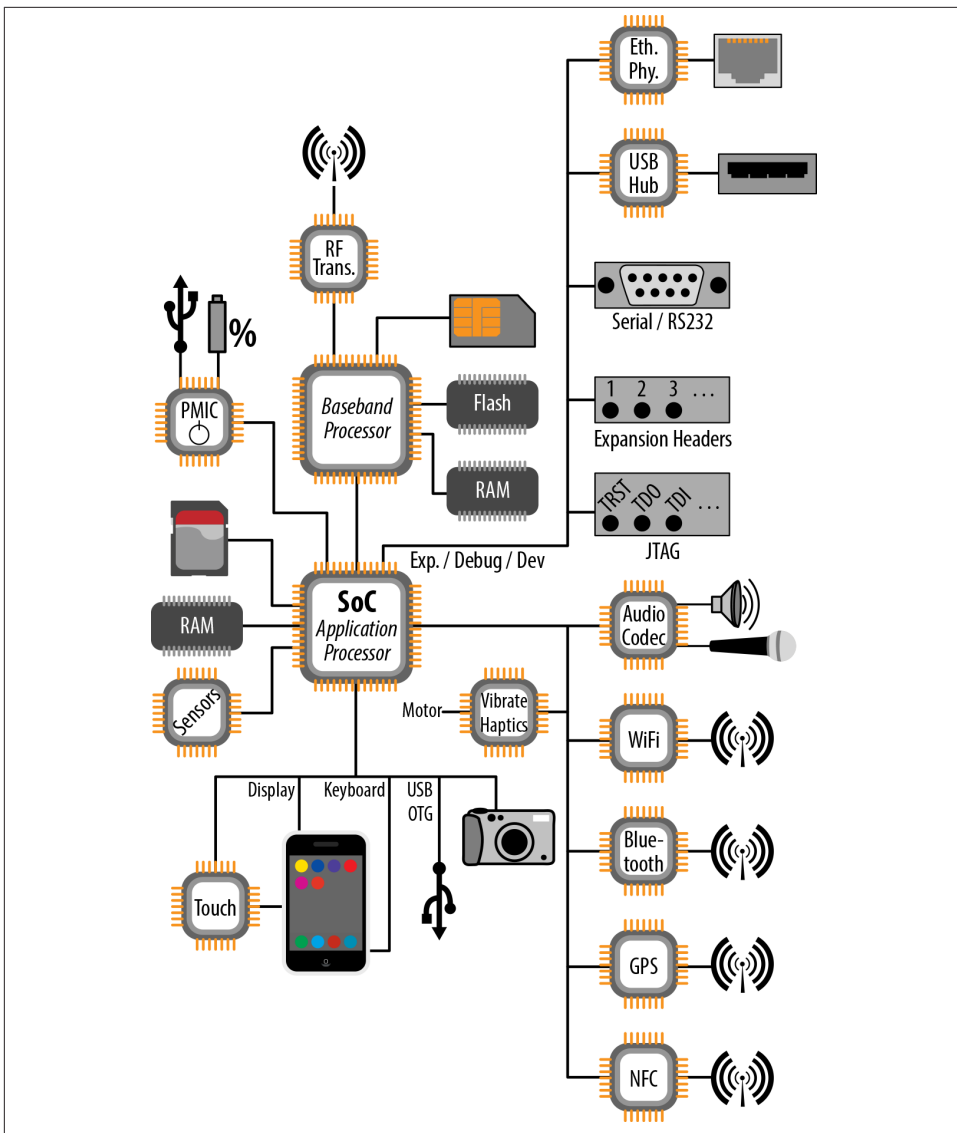 Eth.
Phy.
USB
Hub
RF
Trans.
Serial / RS232
%
PMIC
Baseband
Processor
Flash
1 2 3 ...
Expansion Headers
RAM
TRST TDO TDI ...
JTAG
Exp. / Debug / Dev
SoC
Application
Processor
RAM
Audio
Codec
Sensors
Motor
Vibrate
Haptics
WiFi
Display
Keyboard
USB
OTG
Blue-
tooth
Touch
GPS
NFC